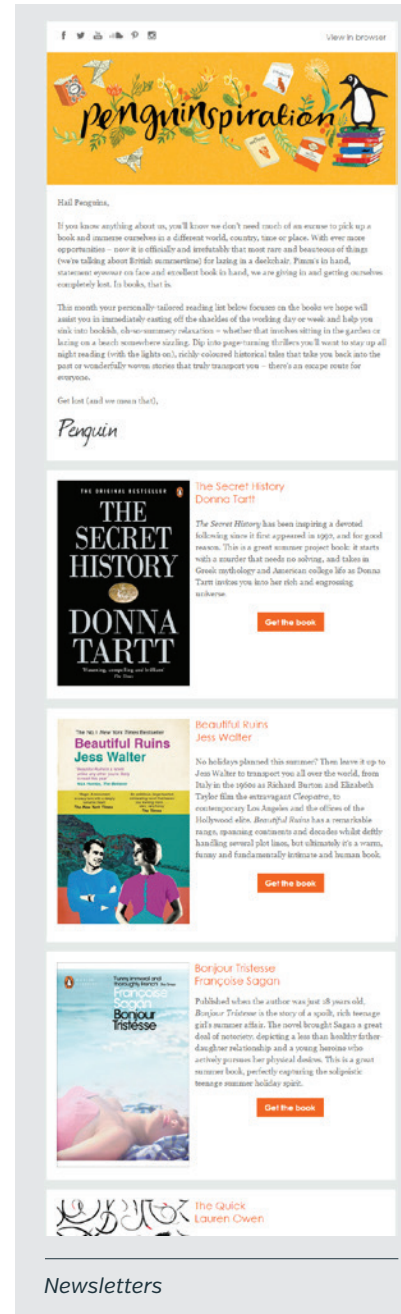 View in browser
penguinspiration
Hail Penguins,
If you know anything about us, you'll know we don't need much of an excuse to pick up a
book and immerse ourselves in a different world, country, time or place. With ever more
opportunities – now it is officially and irrefutably that most rare and beauteous of things
(we're talking about British summertime) for lazing in a deckchair. Pimm's in hand,
statement eyewear on face and excellent book in hand, we are giving in and getting ourselves
completely lost. In books, that is.
This month your personally-tailored reading list below focuses on the books we hope will
assist you in immediately casting off the shackles of the working day or week and help you
sink into bookish, oh-so-summery relaxation – whether that involves sitting in the garden or
lazing on a beach somewhere sizzling. Dip into page-turning thrillers you'll want to stay up all
night reading (with the lights on), richly-coloured historical tales that take you back into the
past or wonderfully woven stories that truly transport you – there's an escape route for
everyone.
Get lost (and we mean that),
Penguin
THE ORIGINAL BESTSELLER
THE
SECRET
HISTORY
DONNA
TARTT
The Times
The Secret History
Donna Tartt
The Secret History has been inspiring a devoted
following since it first appeared in 1992, and for good
reason. This is a great summer project book: it starts
with a murder that needs no solving, and takes in
Greek mythology and American college life as Donna
Tartt invites you into her rich and engrossing
universe.
Get the book
The No.1 New York Times Bestseller
Beautiful Ruins
Jess Walter
The New York Times
The Times
Beautiful Ruins
Jess Walter
No holidays planned this summer? Then leave it up to
Jess Walter to transport you all over the world, from
Italy in the 1960s as Richard Burton and Elizabeth
Taylor film the extravagant Cleopatra, to
contemporary Los Angeles and the offices of the
Hollywood elite. Beautiful Ruins has a remarkable
range, spanning continents and decades whilst deftly
handling several plot lines, but ultimately it's a warm,
funny and fundamentally intimate and human book.
Get the book
Funny, immoral and
thoroughly French
Françoise
Sagan
Bonjour
Tristesse
Bonjour Tristesse
Françoise Sagan
Published when the author was just 18 years old,
Bonjour Tristesse is the story of a spoilt, rich teenage
girl's summer affair. The novel brought Sagan a great
deal of notoriety, depicting a less than healthy father-
daughter relationship and a young heroine who
actively pursues her physical desires. This is a great
summer book, perfectly capturing the solipsistic
teenage summer holiday spirit.
Get the book
The Quick
Lauren Owen
Newsletters